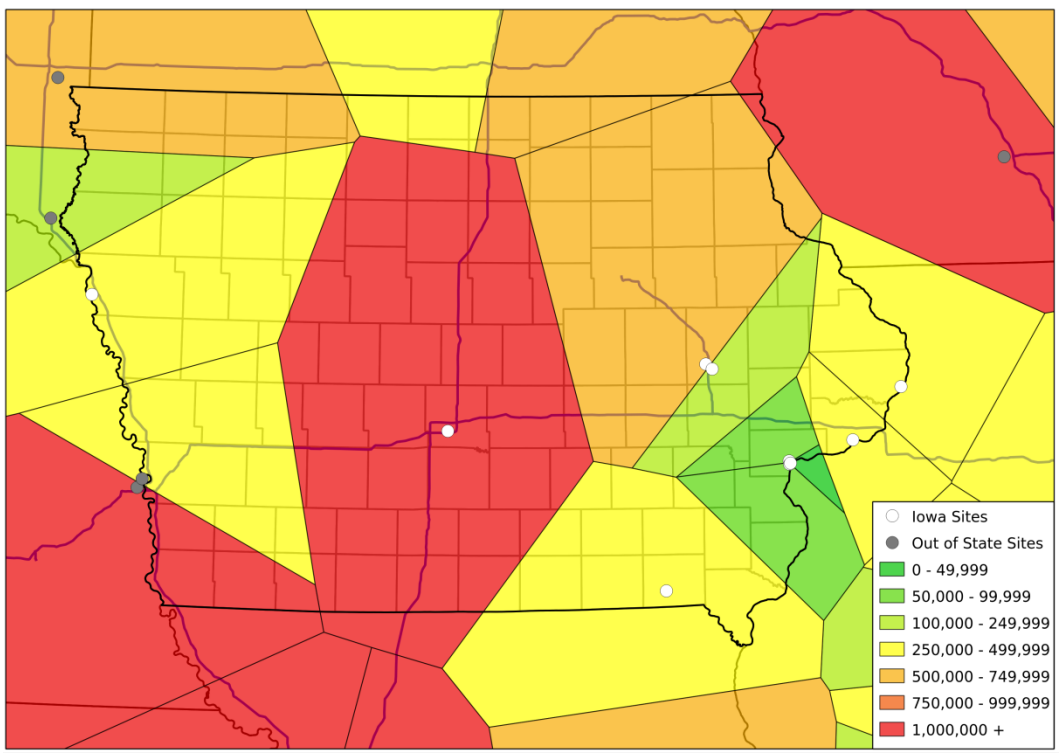 Iowa Sites
Out of State Sites
0 - 49,999
50,000 - 99,999
100,000 - 249,999
250,000 - 499,999
500,000 - 749,999
750,000 - 999,999
1,000,000 +